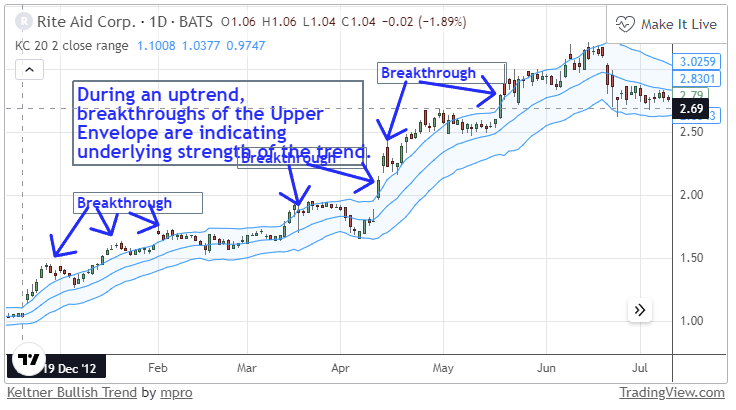 R Rite Aid Corp. · 1D · BATS O1.06 H1.06 L1.04 C1.04 −0.02 (−1.89%)
Make It Live
KC 20 2 close range 1.1008 1.0377 0.9747
3.0259
2.8301
2.79
2.69
2.50
2.00
1.50
1.00
Breakthrough
During an uptrend,
breakthroughs of the Upper
Envelope are indicating
underlying strength of the trend.
Breakthrough
Breakthrough
19 Dec '12 Feb Mar Apr May Jun Jul
Keltner Bullish Trend by mpro
TradingView.com